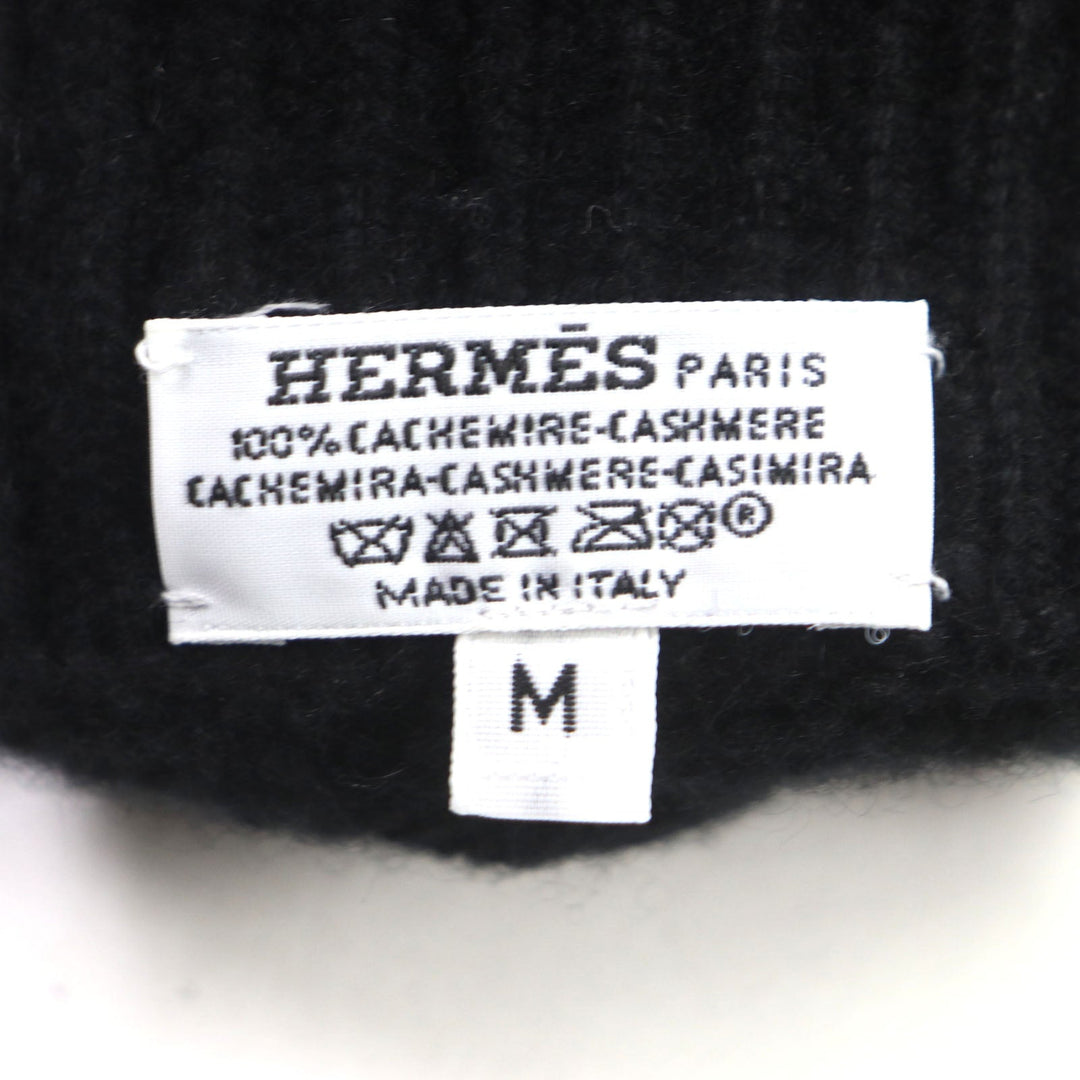 HERMÈS PARIS
100% CACHEMIRE-CASHMERE
CACHEMIRA-CASHMERE-CASIMIRA
®
MADE IN ITALY
M